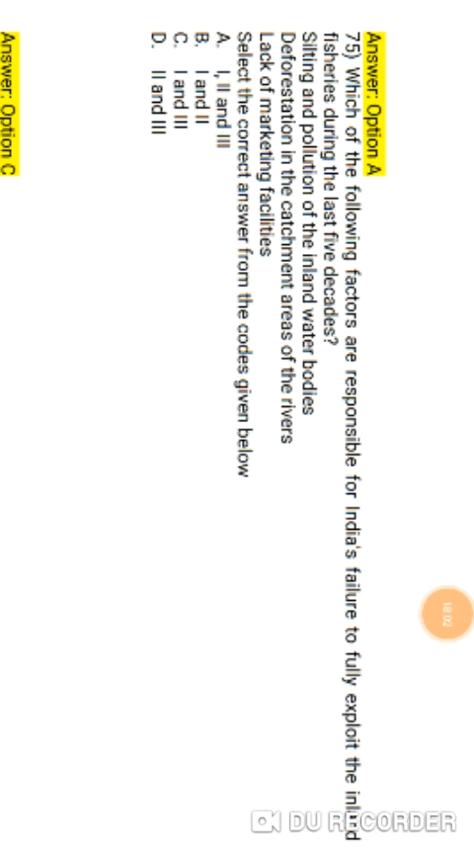 Answer: Option A
75) Which of the following factors are responsible for India's failure to fully exploit the inland
fisheries during the last five decades?
Silting and pollution of the inland water bodies
Deforestation in the catchment areas of the rivers
Lack of marketing facilities
Select the correct answer from the codes given below
A. I, II and III
B. I and II
C. I and III
D. II and III
Answer: Option C
18:02
DU RECORDER